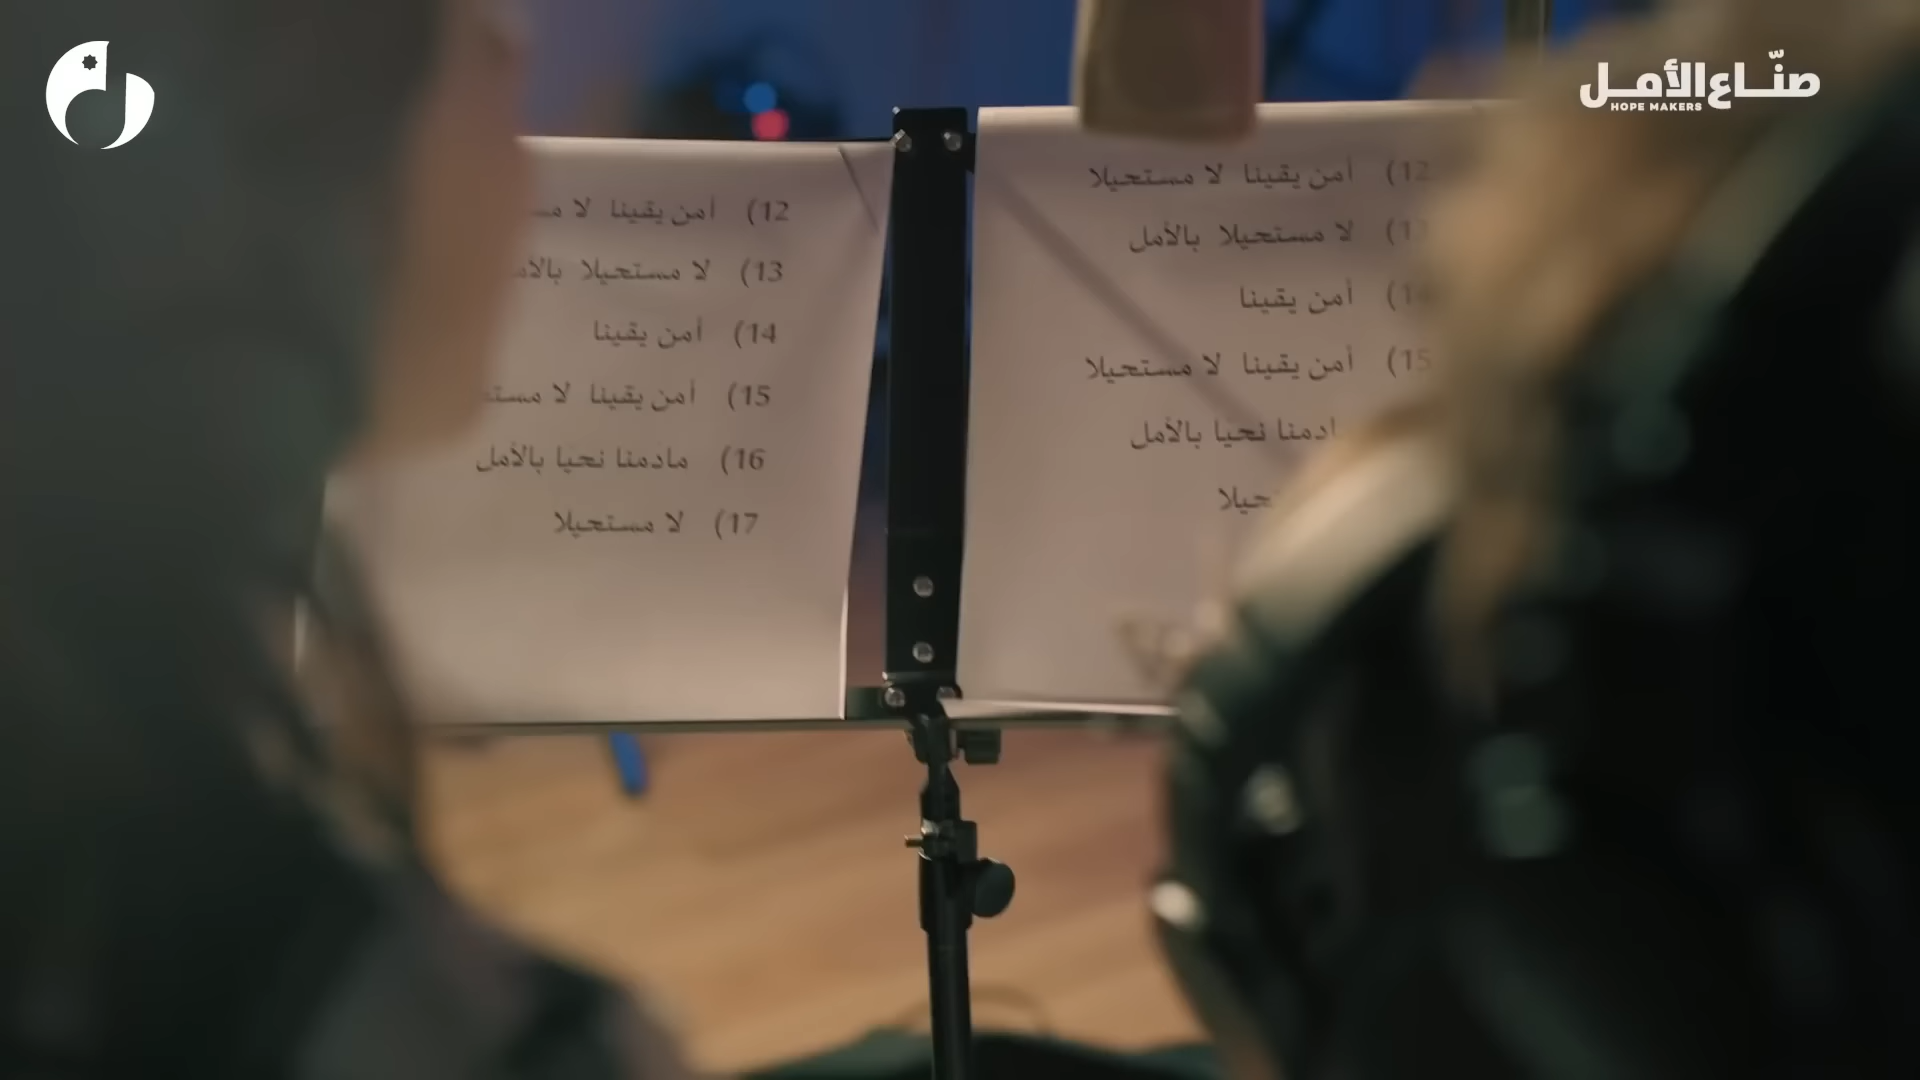 صنّاع الأمل
HOPE MAKERS
12) أمن يقينا لا مستحيلا
لا مستحيلا بالأمل
أمن يقينا
15) أمن يقينا لا مستحيلا
نحيا بالأمل
12) أمن يقينا لا
13) لا مستحيلا
14) أمن يقينا
15) أمن يقينا لا
16) مادمنا نحيا بالأمل
17) لا مستحيلا